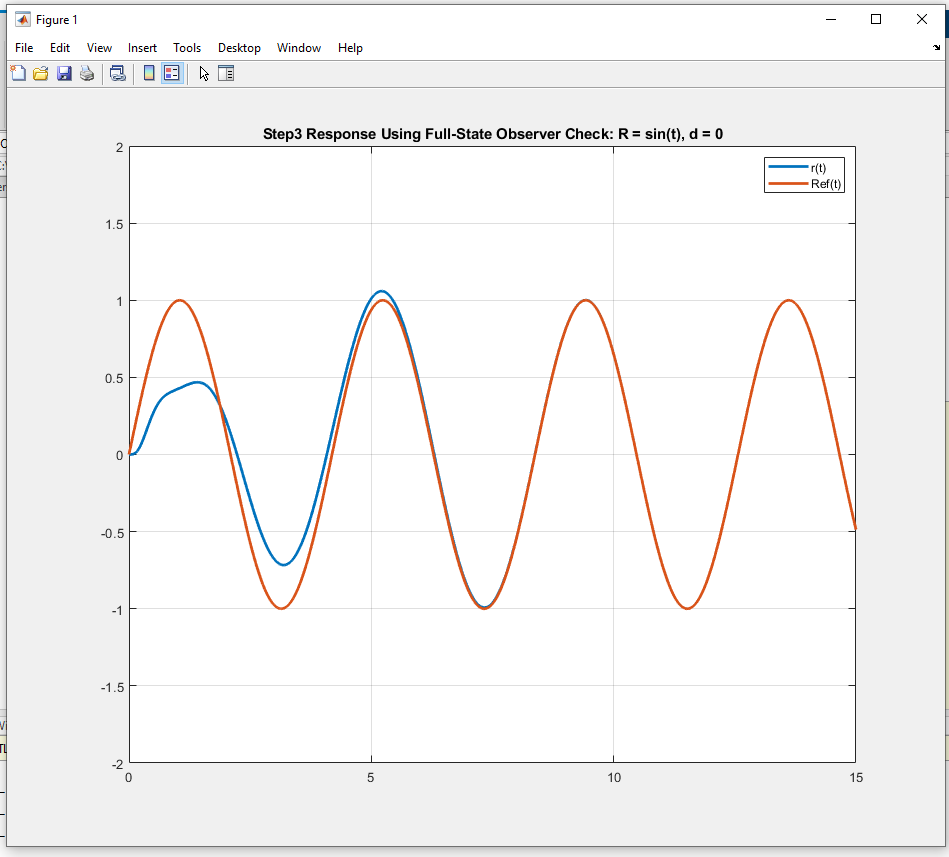 Figure 1
File Edit View Insert Tools Desktop Window Help
Step3 Response Using Full-State Observer Check: R = sin(t), d = 0
r(t)
Ref(t)
2
1.5
1
0.5
0
-0.5
-1
-1.5
-2
0 5 10 15